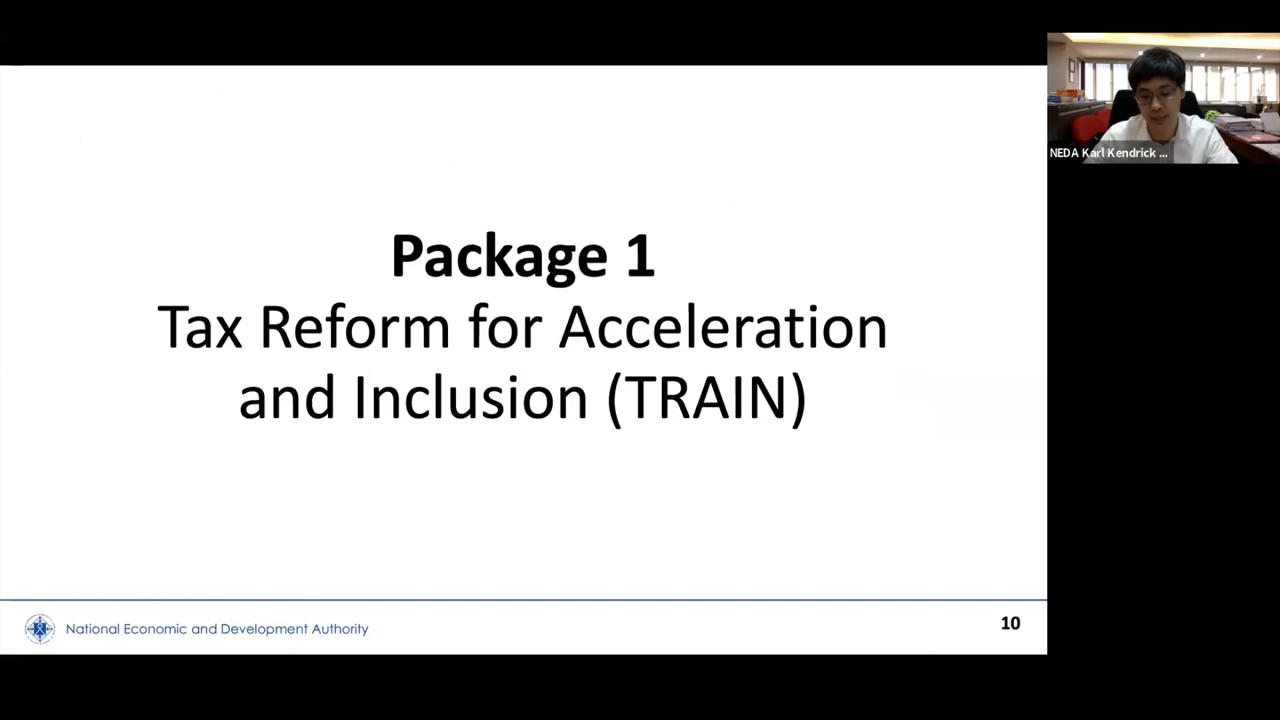 NEDA Karl Kendrick ...
Package 1
Tax Reform for Acceleration
and Inclusion (TRAIN)
National Economic and Development Authority
10